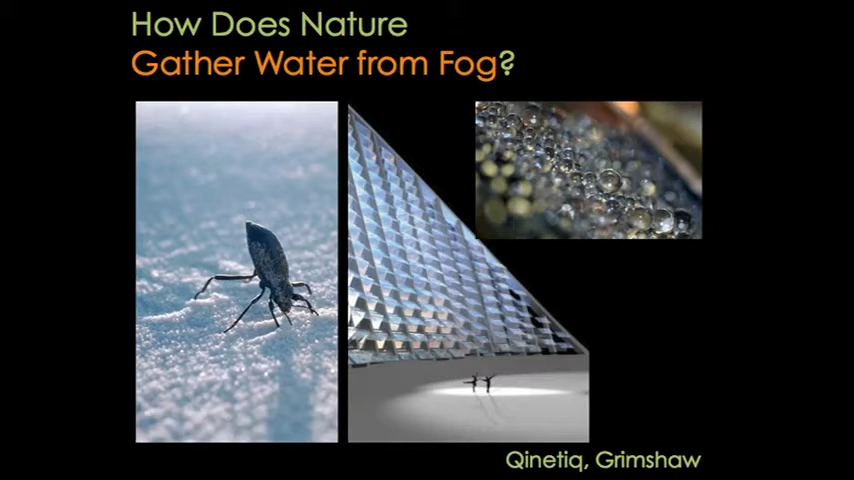 How Does Nature
Gather Water from Fog?
Qinetiq, Grimshaw